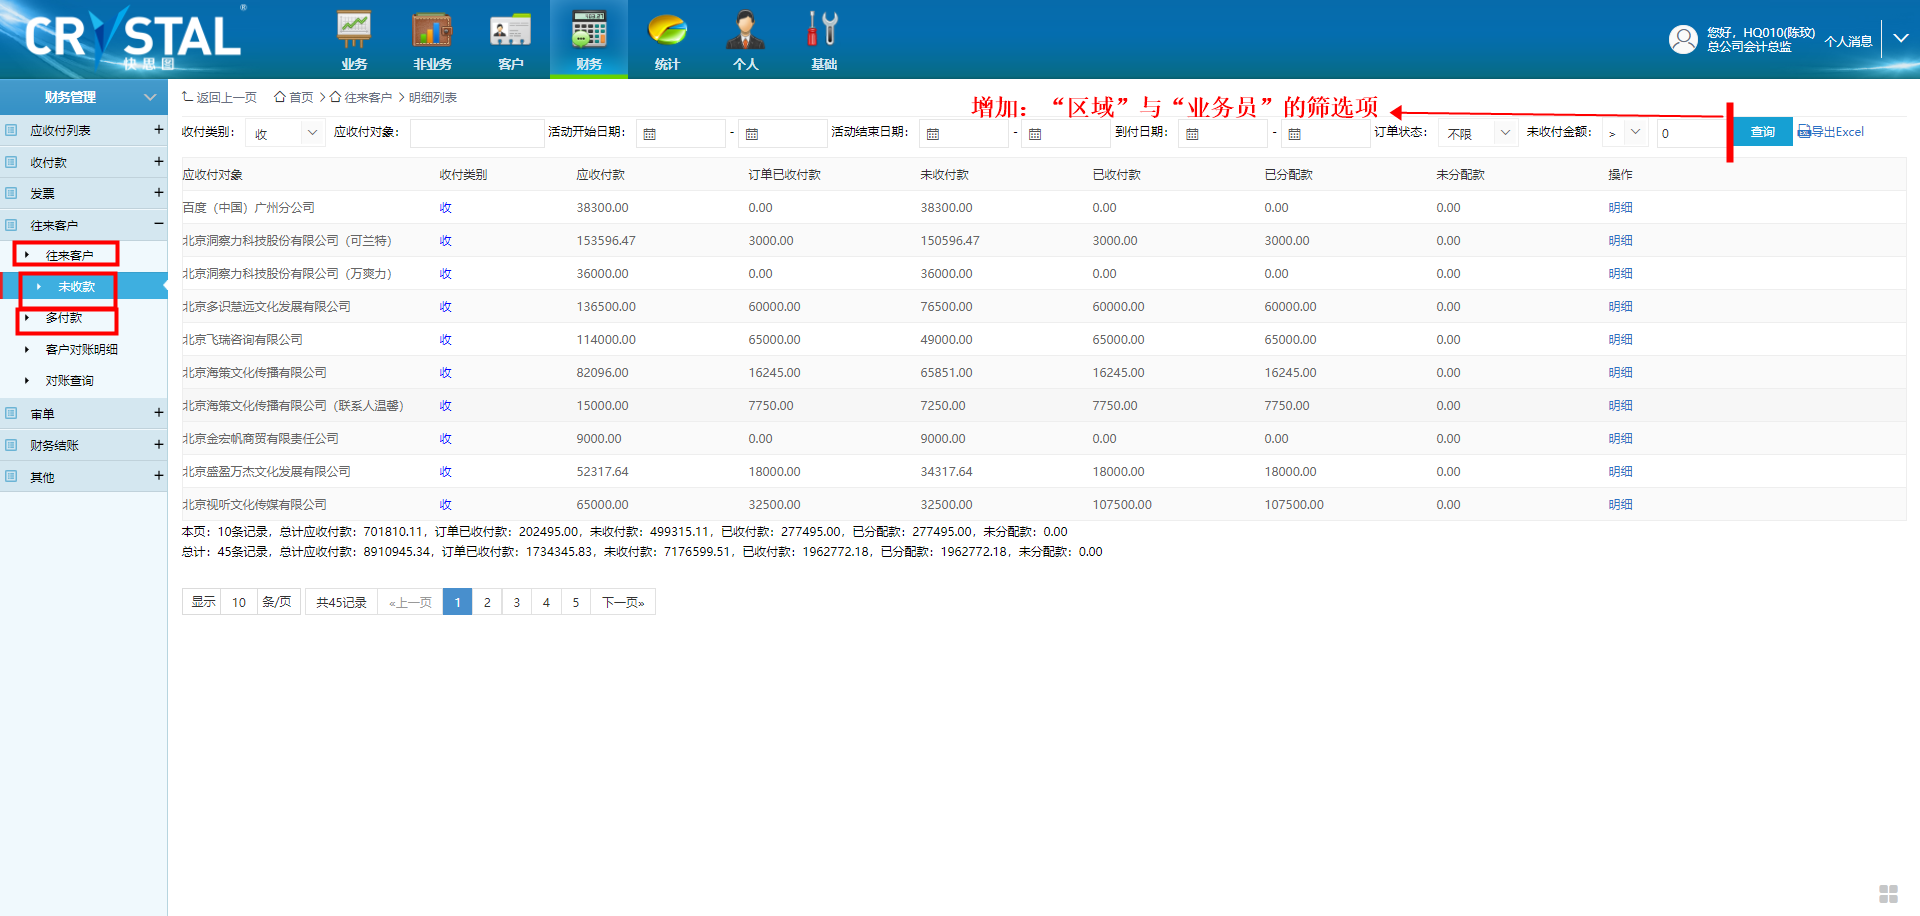 CRYSTAL ®
快思图
业务 非业务 客户 财务 统计 个人 基础
您好，HQ010(陈玟)
总公司会计总监
个人消息
财务管理
应收付列表 +
收付款 +
发票 +
往来客户 −
往来客户
未收款
多付款
客户对账明细
对账查询
审单 +
财务结账 +
其他 +
返回上一页 首页 > 往来客户 > 明细列表
增加：“区域”与“业务员”的筛选项
收付类别： 收 应收付对象： 活动开始日期： - 活动结束日期： - 到付日期： - 订单状态： 不限 未收付金额： > 0 查询 导出Excel
应收付对象 收付类别 应收付款 订单已收付款 未收付款 已收付款 已分配款 未分配款 操作
百度（中国）广州分公司 收 38300.00 0.00 38300.00 0.00 0.00 0.00 明细
北京洞察力科技股份有限公司（可兰特） 收 153596.47 3000.00 150596.47 3000.00 3000.00 0.00 明细
北京洞察力科技股份有限公司（万爽力） 收 36000.00 0.00 36000.00 0.00 0.00 0.00 明细
北京多识慧远文化发展有限公司 收 136500.00 60000.00 76500.00 60000.00 60000.00 0.00 明细
北京飞瑞咨询有限公司 收 114000.00 65000.00 49000.00 65000.00 65000.00 0.00 明细
北京海策文化传播有限公司 收 82096.00 16245.00 65851.00 16245.00 16245.00 0.00 明细
北京海策文化传播有限公司（联系人温馨） 收 15000.00 7750.00 7250.00 7750.00 7750.00 0.00 明细
北京金宏帆商贸有限责任公司 收 9000.00 0.00 9000.00 0.00 0.00 0.00 明细
北京盛盈万杰文化发展有限公司 收 52317.64 18000.00 34317.64 18000.00 18000.00 0.00 明细
北京视听文化传媒有限公司 收 65000.00 32500.00 32500.00 107500.00 107500.00 0.00 明细
本页：10条记录，总计应收付款：701810.11，订单已收付款：202495.00，未收付款：499315.11，已收付款：277495.00，已分配款：277495.00，未分配款：0.00
总计：45条记录，总计应收付款：8910945.34，订单已收付款：1734345.83，未收付款：7176599.51，已收付款：1962772.18，已分配款：1962772.18，未分配款：0.00
显示 10 条/页 共45记录 «上一页 1 2 3 4 5 下一页»